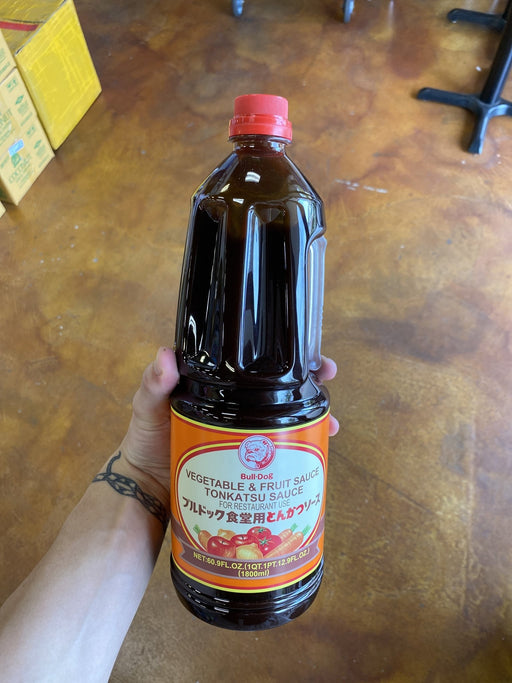 Bull-Dog
VEGETABLE & FRUIT SAUCE
TONKATSU SAUCE
FOR RESTAURANT USE
ブルドック食堂用とんかつソース
NET:60.9FL.OZ.(1QT.1PT.12.9FL.OZ.)
(1800ml)